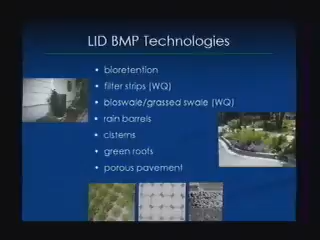 LID BMP Technologies
• bioretention
• filter strips (WQ)
• bioswale/grassed swale (WQ)
• rain barrels
• cisterns
• green roofs
• porous pavement